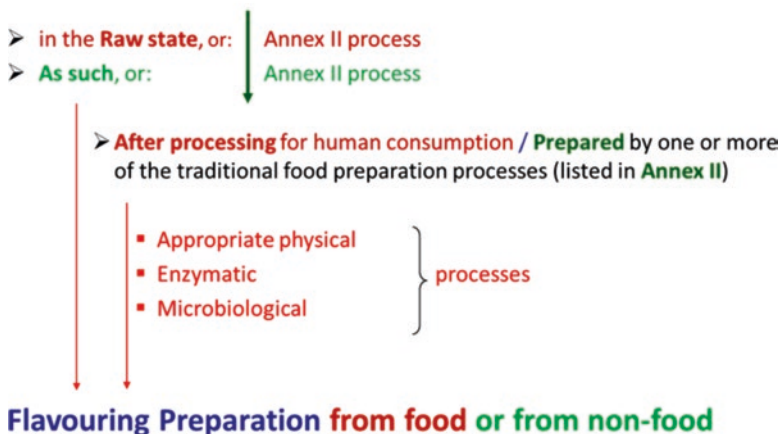 ➢ in the Raw state, or: Annex II process
➢ As such, or: Annex II process
➢ After processing for human consumption / Prepared by one or more
of the traditional food preparation processes (listed in Annex II)
▪ Appropriate physical
▪ Enzymatic processes
▪ Microbiological
Flavouring Preparation from food or from non-food